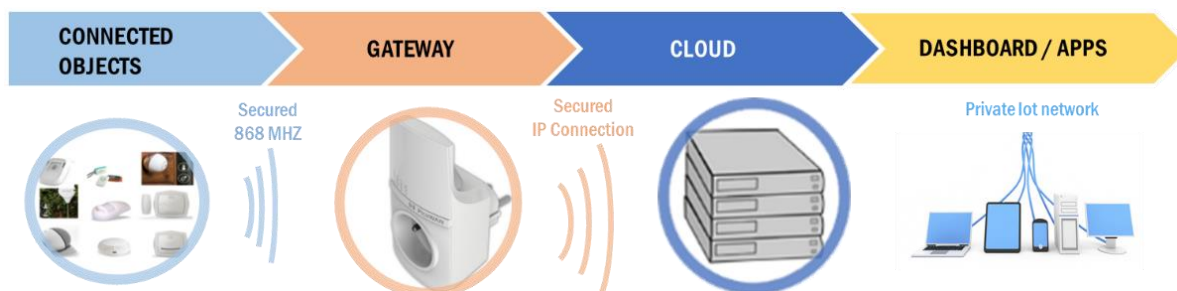 CONNECTED
OBJECTS
GATEWAY
CLOUD
DASHBOARD / APPS
Secured
868 MHZ
Secured
IP Connection
Private Iot network